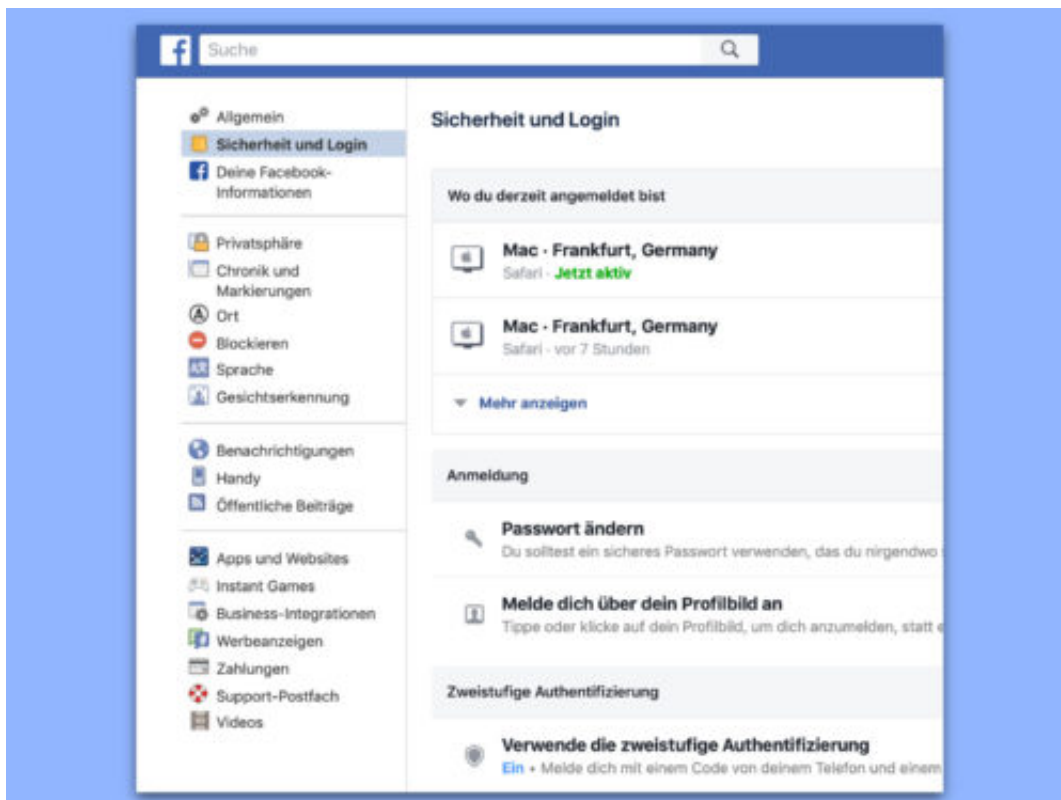 f Suche
Allgemein
Sicherheit und Login
Deine Facebook-
Informationen
Privatsphäre
Chronik und
Markierungen
Ort
Blockieren
Sprache
Gesichtserkennung
Benachrichtigungen
Handy
Öffentliche Beiträge
Apps und Websites
Instant Games
Business-Integrationen
Werbeanzeigen
Zahlungen
Support-Postfach
Videos
Sicherheit und Login
Wo du derzeit angemeldet bist
Mac · Frankfurt, Germany
Safari · Jetzt aktiv
Mac · Frankfurt, Germany
Safari · vor 7 Stunden
Mehr anzeigen
Anmeldung
Passwort ändern
Du solltest ein sicheres Passwort verwenden, das du nirgendwo
Melde dich über dein Profilbild an
Tippe oder klicke auf dein Profilbild, um dich anzumelden, statt
Zweistufige Authentifizierung
Verwende die zweistufige Authentifizierung
Ein • Melde dich mit einem Code von deinem Telefon und einem